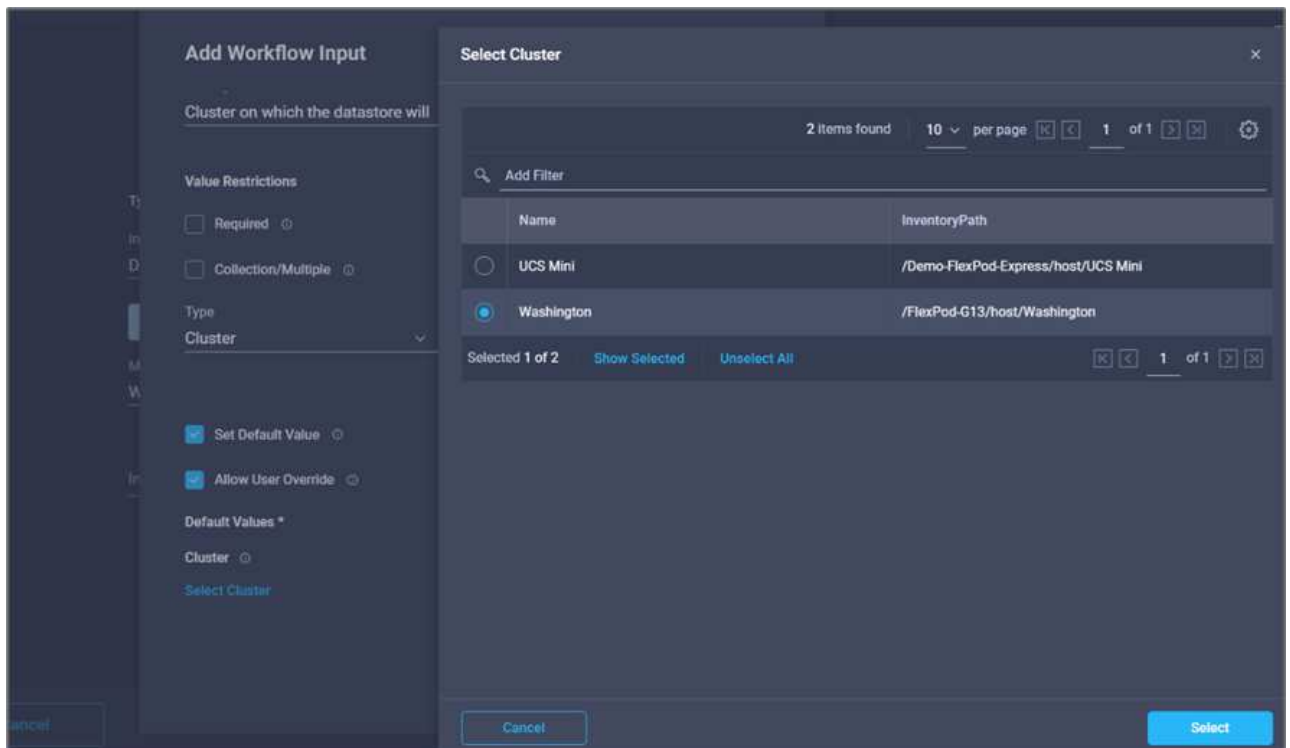 Add Workflow Input
Cluster on which the datastore will
Value Restrictions
Required
Collection/Multiple
Type
Cluster
Set Default Value
Allow User Override
Default Values *
Cluster
Select Cluster
Cancel
Select Cluster
2 items found 10 per page 1 of 1
Add Filter
Name InventoryPath
UCS Mini /Demo-FlexPod-Express/host/UCS Mini
Washington /FlexPod-G13/host/Washington
Selected 1 of 2 Show Selected Unselect All 1 of 1
Cancel Select